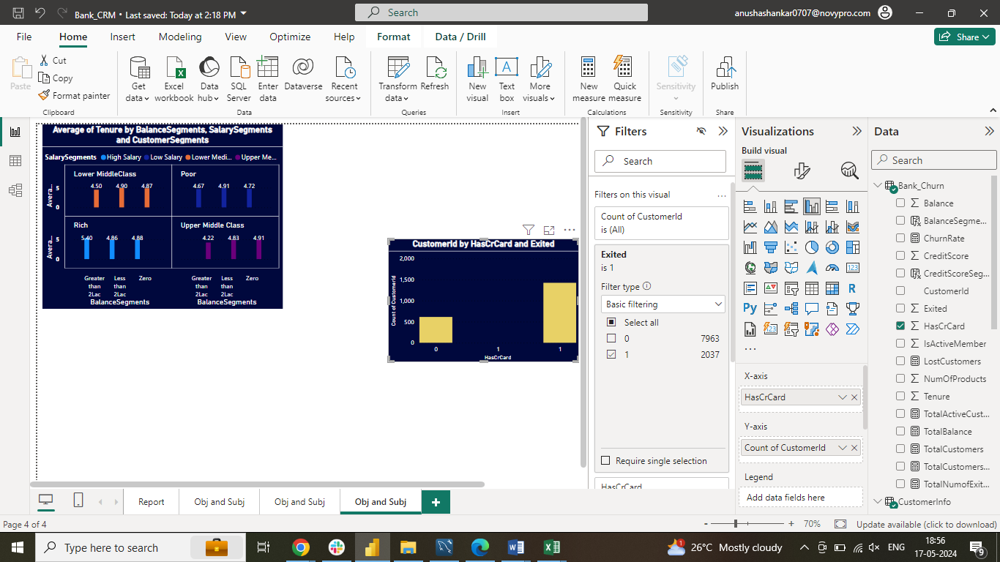 Bank_CRM • Last saved: Today at 2:18 PM
Search
anushashankar0707@novypro.com
File Home Insert Modeling View Optimize Help Format Data / Drill
Share
Paste
Cut
Copy
Format painter
Clipboard
Get data
Excel workbook
Data hub
SQL Server
Enter data
Dataverse
Recent sources
Data
Transform data
Refresh
Queries
New visual
Text box
More visuals
Insert
New measure
Quick measure
Calculations
Sensitivity
Sensitivity
Publish
Share
Average of Tenure by BalanceSegments, SalarySegments
and CustomerSegments
SalarySegments High Salary Low Salary Lower Medi... Upper Me...
Lower MiddleClass
Avera...
5
0
4.50 4.90 4.87
Poor
4.67 4.91 4.72
Rich
Avera...
5
0
5.40 4.86 4.88
Upper Middle Class
4.22 4.83 4.91
Greater than 2Lac
Less than 2Lac
Zero
Greater than 2Lac
Less than 2Lac
Zero
BalanceSegments
BalanceSegments
CustomerId by HasCrCard and Exited
Count of CustomerId
2,000
1,500
1,000
500
0
0 1 1
HasCrCard
Filters
Search
Filters on this visual ...
Count of CustomerId
is (All)
Exited
is 1
Filter type
Basic filtering
Select all
0 7963
1 2037
Require single selection
HasCrCard
Visualizations
Build visual
123
R
Py
123
...
X-axis
HasCrCard
Y-axis
Count of CustomerId
Legend
Add data fields here
Data
Search
Bank_Churn
Balance
BalanceSegme...
ChurnRate
CreditScore
CreditScoreSeg...
CustomerId
Exited
HasCrCard
IsActiveMember
LostCustomers
NumOfProducts
Tenure
TotalActiveCust...
TotalBalance
TotalCustomers
TotalCustomers...
TotalNumofExit...
CustomerInfo
Report Obj and Subj Obj and Subj Obj and Subj +
Page 4 of 4
- + 70%
Update available (click to download)
Type here to search
26°C Mostly cloudy
ENG
18:56
17-05-2024
9